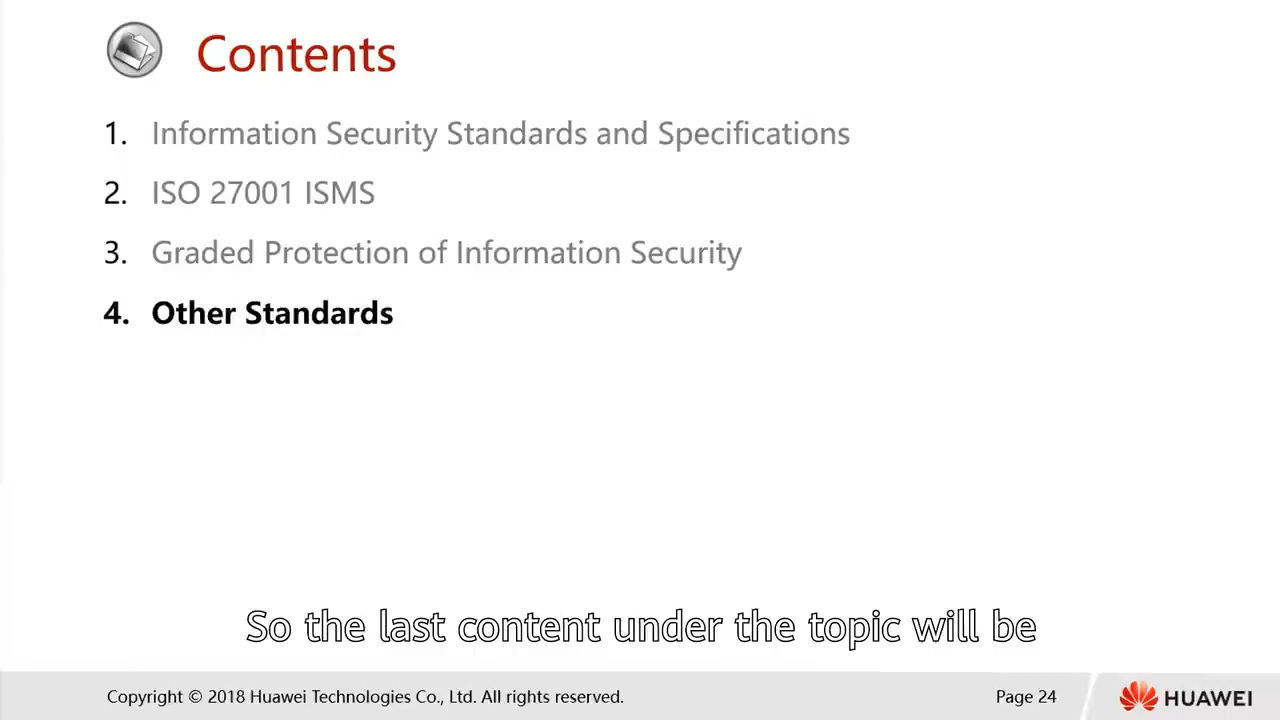 Contents
1. Information Security Standards and Specifications
2. ISO 27001 ISMS
3. Graded Protection of Information Security
4. Other Standards
So the last content under the topic will be
Copyright © 2018 Huawei Technologies Co., Ltd. All rights reserved.
Page 24
HUAWEI